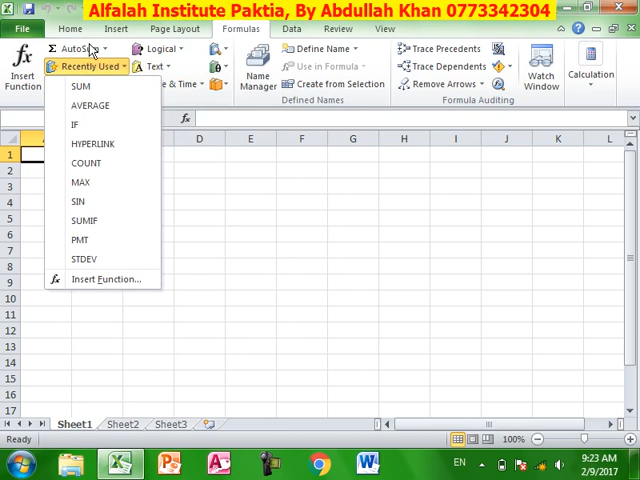 Alfalah Institute Paktia, By Abdullah Khan 0773342304
File Home Insert Page Layout Formulas Data Review View
Insert Function
Σ AutoSum
Recently Used
Logical
Text
& Time
Name Manager
Define Name
Use in Formula
Create from Selection
Defined Names
Trace Precedents
Trace Dependents
Remove Arrows
Formula Auditing
Watch Window
Calculation
SUM
AVERAGE
IF
HYPERLINK
COUNT
MAX
SIN
SUMIF
PMT
STDEV
fx Insert Function...
fx
D E F G H I J K L
1
2
3
4
5
6
7
8
9
10
11
12
13
14
15
16
17
Sheet1 Sheet2 Sheet3
Ready
100%
EN
9:23 AM
2/9/2017